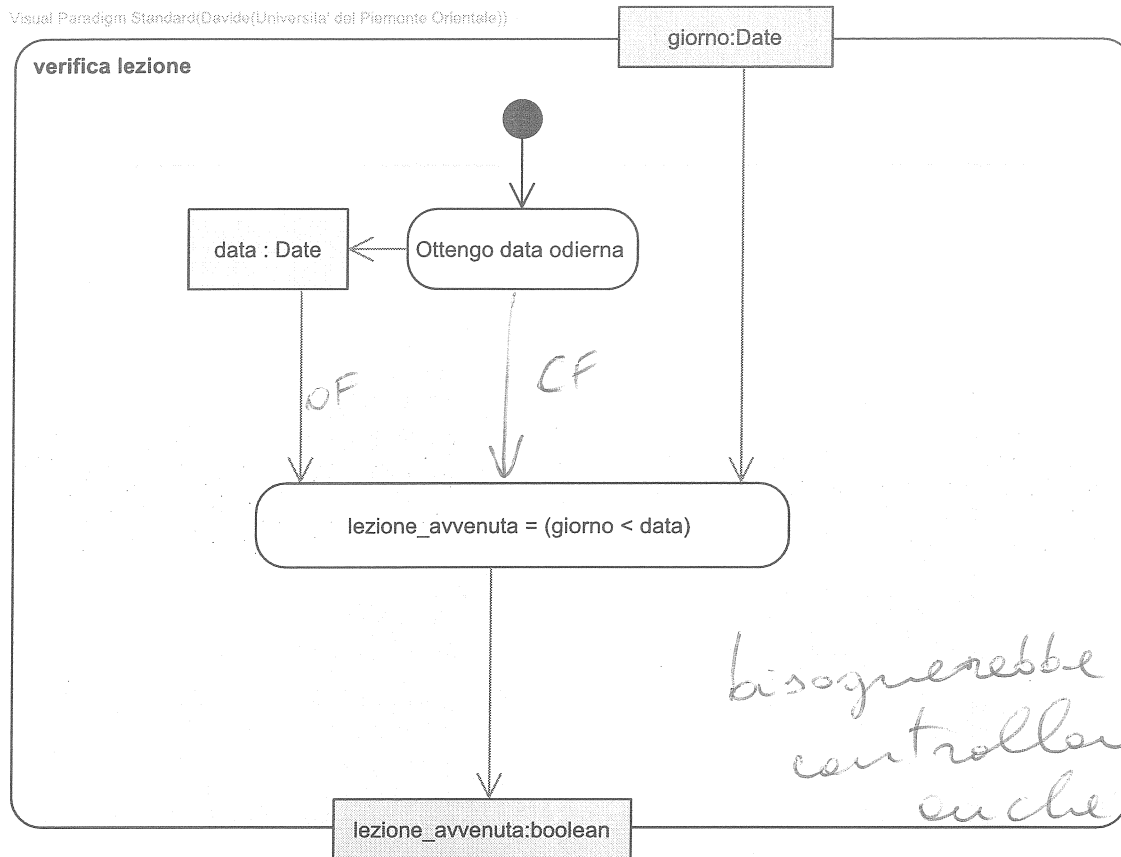 Visual Paradigm Standard(Davide(Universita' del Piemonte Orientale))
giorno:Date
verifica lezione
data : Date
Ottengo data odierna
OF
CF
lezione_avvenuta = (giorno < data)
bisognerebbe
anche
lezione_avvenuta:boolean